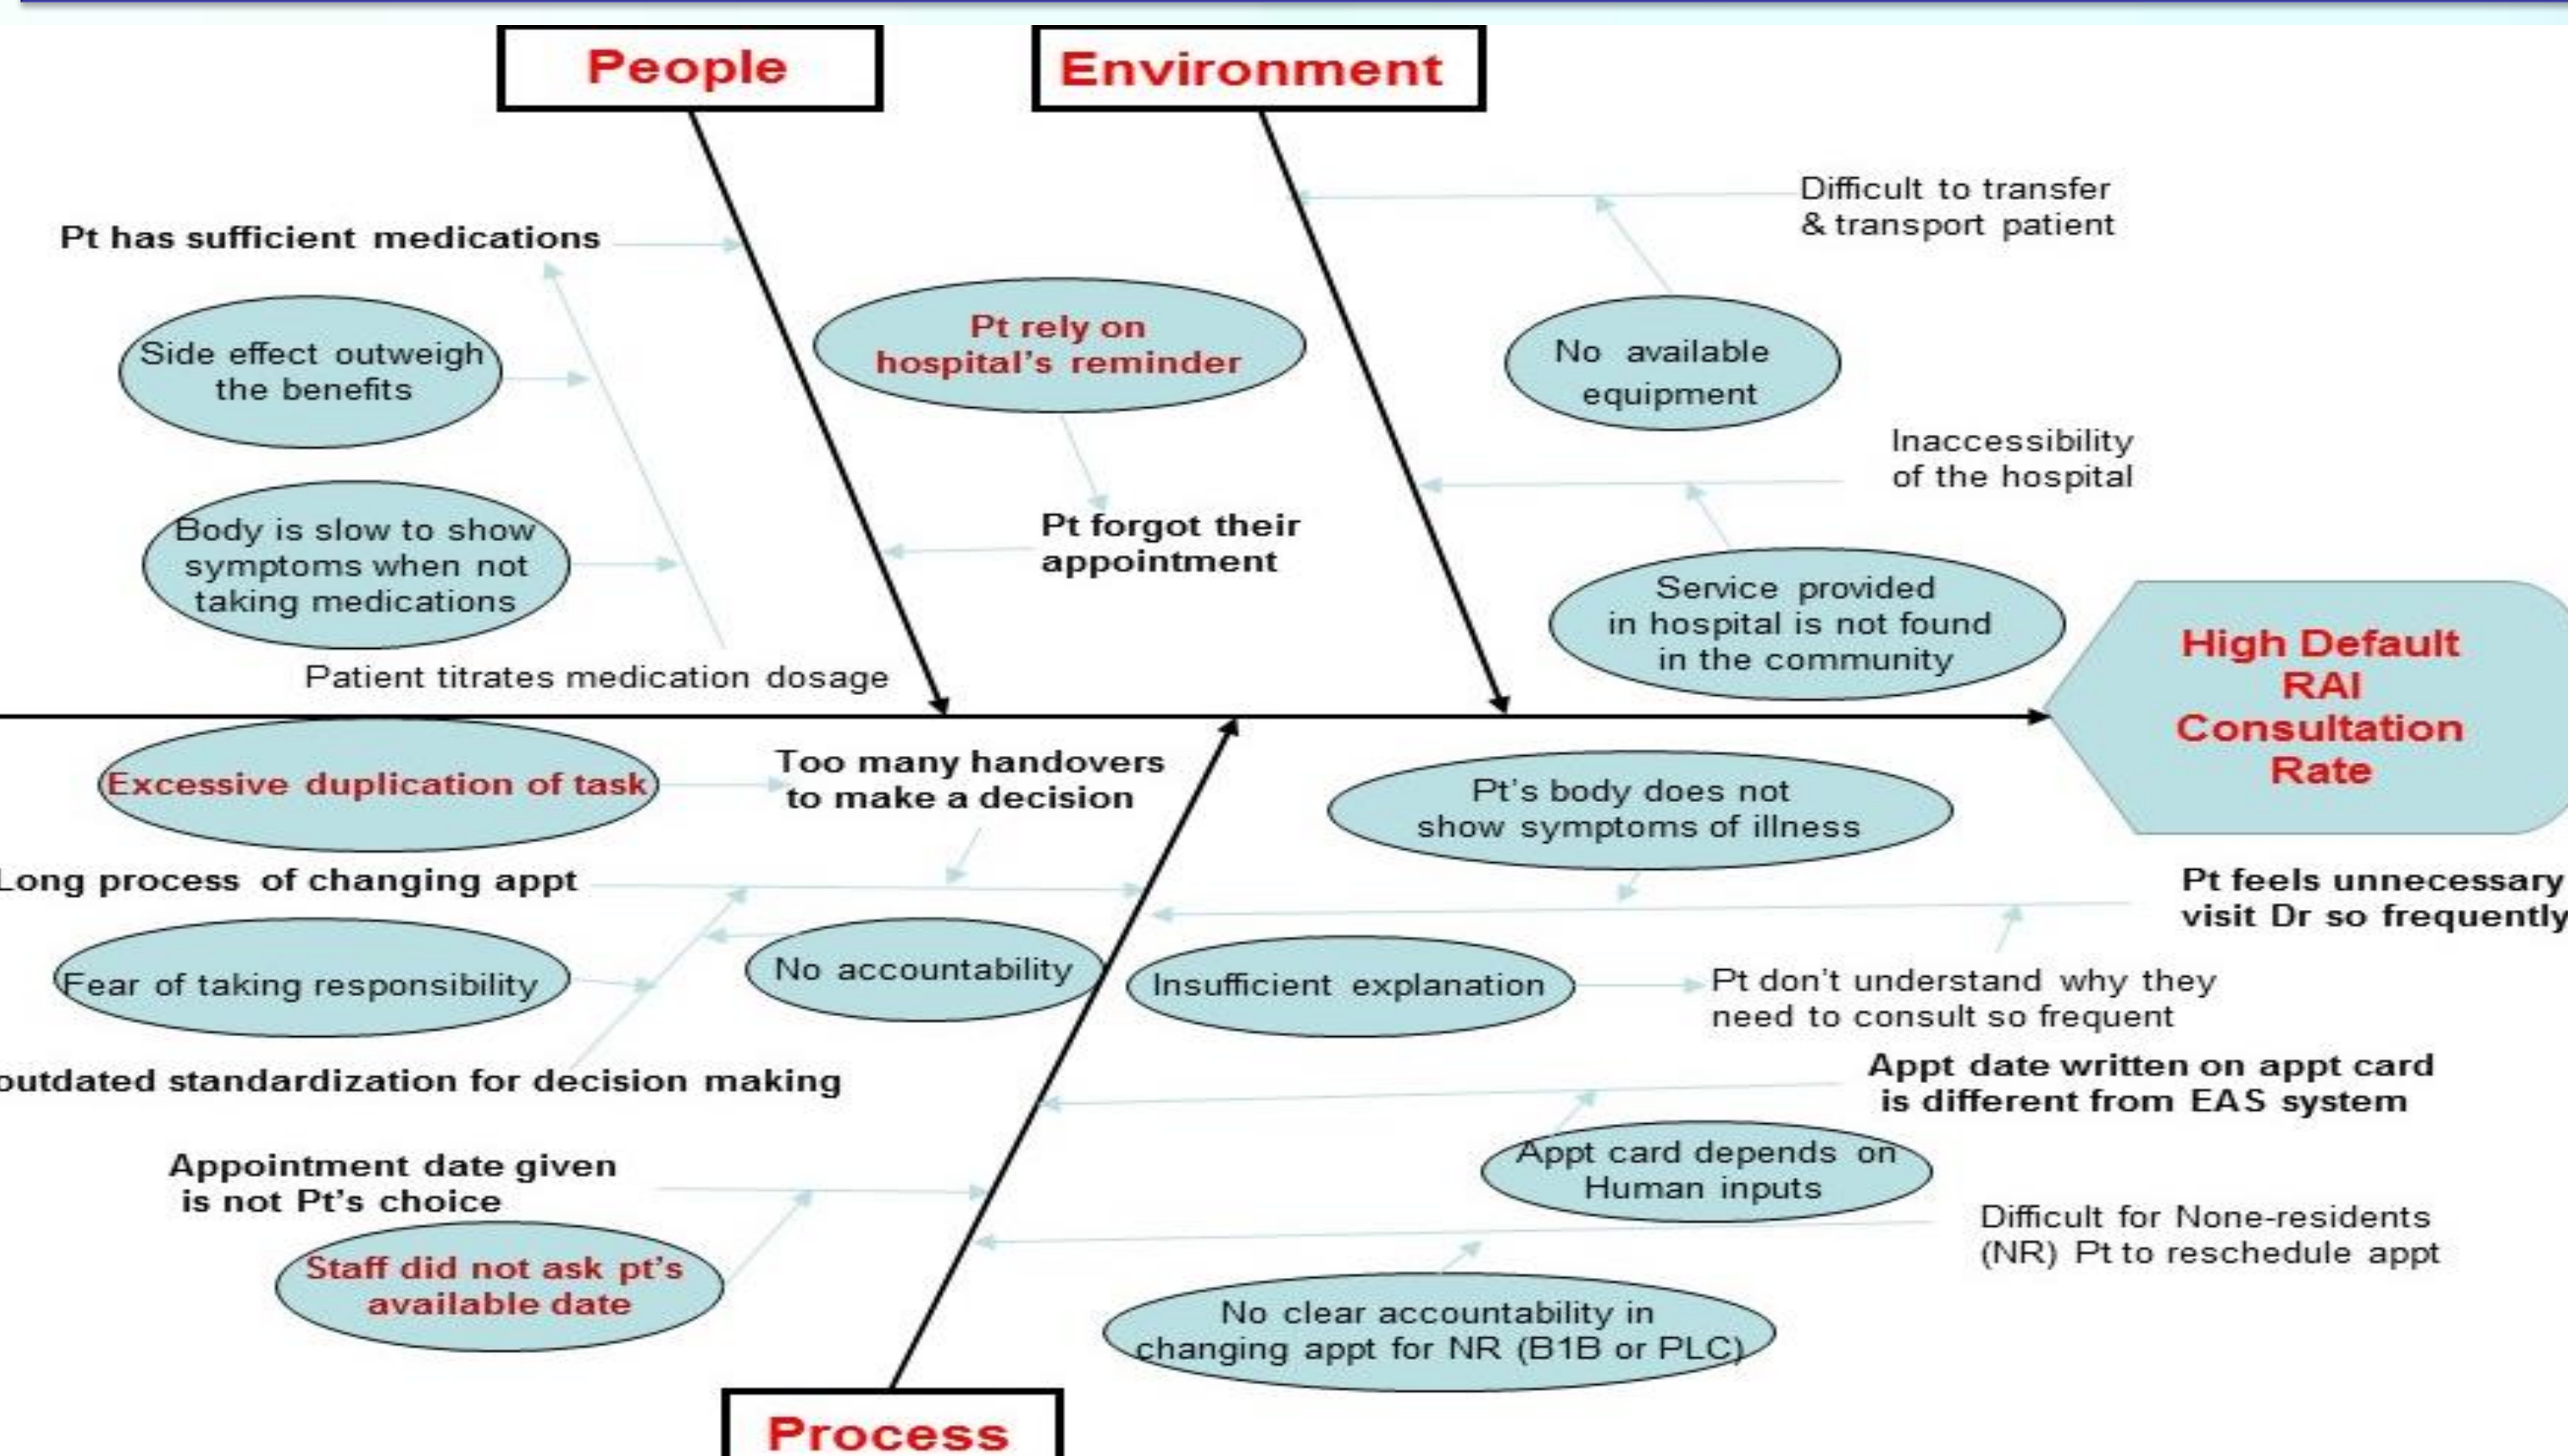 People
Environment
Difficult to transfer
& transport patient
Pt has sufficient medications
Pt rely on
hospital's reminder
Side effect outweigh
the benefits
No available
equipment
Inaccessibility
of the hospital
Pt forgot their
appointment
Body is slow to show
symptoms when not
taking medications
Service provided
in hospital is not found
in the community
Patient titrates medication dosage
High Default
RAI
Consultation
Rate
Excessive duplication of task
Too many handovers
to make a decision
Pt's body does not
show symptoms of illness
Long process of changing appt
Pt feels unnecessary
visit Dr so frequently
Fear of taking responsibility
No accountability
Insufficient explanation
Pt don't understand why they
need to consult so frequent
outdated standardization for decision making
Appt date written on appt card
is different from EAS system
Appointment date given
is not Pt's choice
Appt card depends on
Human inputs
Staff did not ask pt's
available date
Difficult for None-residents
(NR) Pt to reschedule appt
No clear accountability in
changing appt for NR (B1B or PLC)
Process